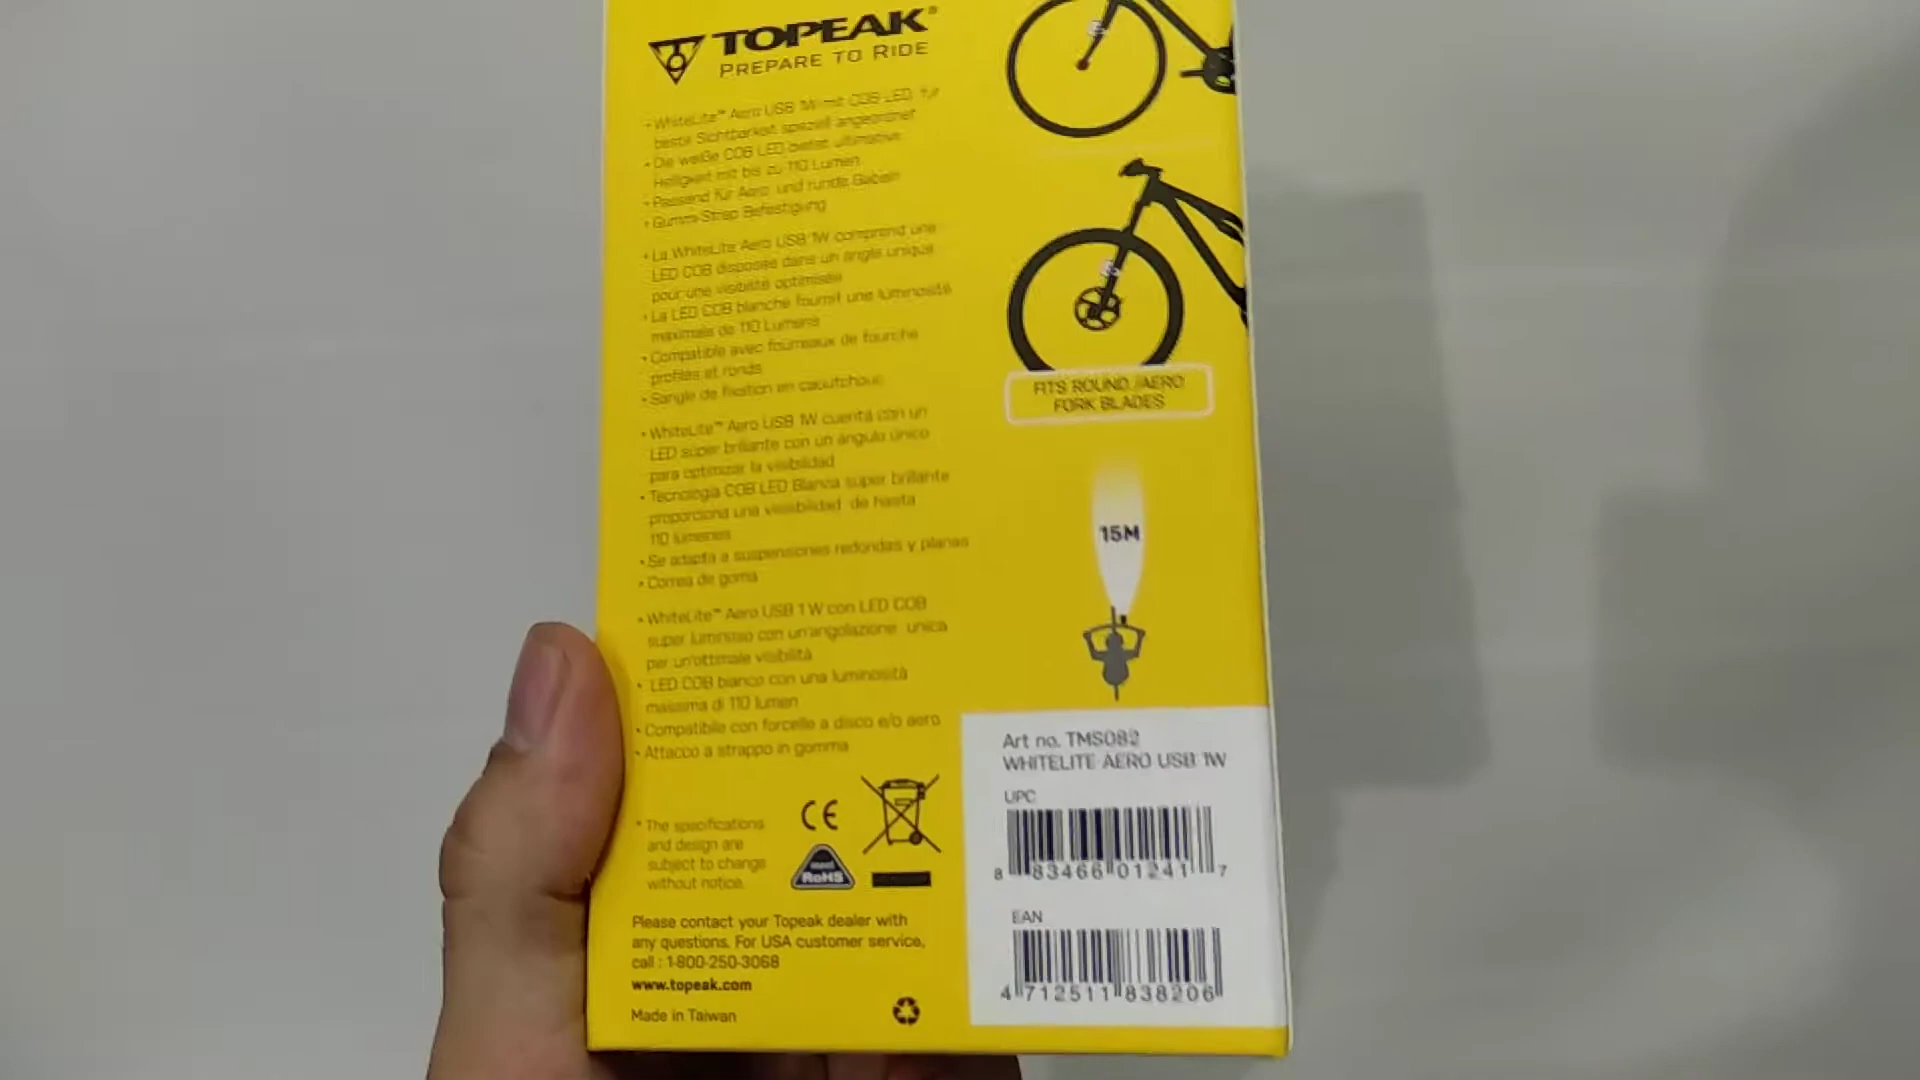 TOPEAK®
PREPARE TO RIDE
• WhiteLite™ Aero USB 1W mit COB LED für
beste Sichtbarkeit speziell angeordnet
• Die weiße COB LED bietet ultimative
Helligkeit mit bis zu 110 Lumen
• Passend für Aero- und runde Gabeln
• Gummi-Strap Befestigung
• La WhiteLite Aero USB 1W comprend une
LED COB disposée dans un angle unique
pour une visibilité optimisée
• La LED COB blanche fournit une luminosité
maximale de 110 Lumens
• Compatible avec fourreaux de fourche
profilés et ronds
• Sangle de fixation en caoutchouc
• WhiteLite™ Aero USB 1W cuenta con un
LED súper brillante con un ángulo único
para optimizar la visibilidad
• Tecnología COB LED Blanca super brillante
proporciona una visisbilidad de hasta
110 lumenes
• Se adapta a suspensiones redondas y planas
• Correa de goma
• WhiteLite™ Aero USB 1 W con LED COB
super luminoso con un'angolazione unica
per un'ottimale visibilità
• LED COB bianco con una luminosità
massima di 110 lumen
• Compatibile con forcelle a disco e/o aero
• Attacco a strappo in gomma
* The specifications
and design are
subject to change
without notice.
CE
RoHS
Please contact your Topeak dealer with
any questions. For USA customer service,
call : 1-800-250-3068
www.topeak.com
Made in Taiwan
FITS ROUND / AERO
FORK BLADES
15M
Art no. TMS082
WHITELITE AERO USB 1W
UPC
8 83466 01241 7
EAN
4 712511 838206